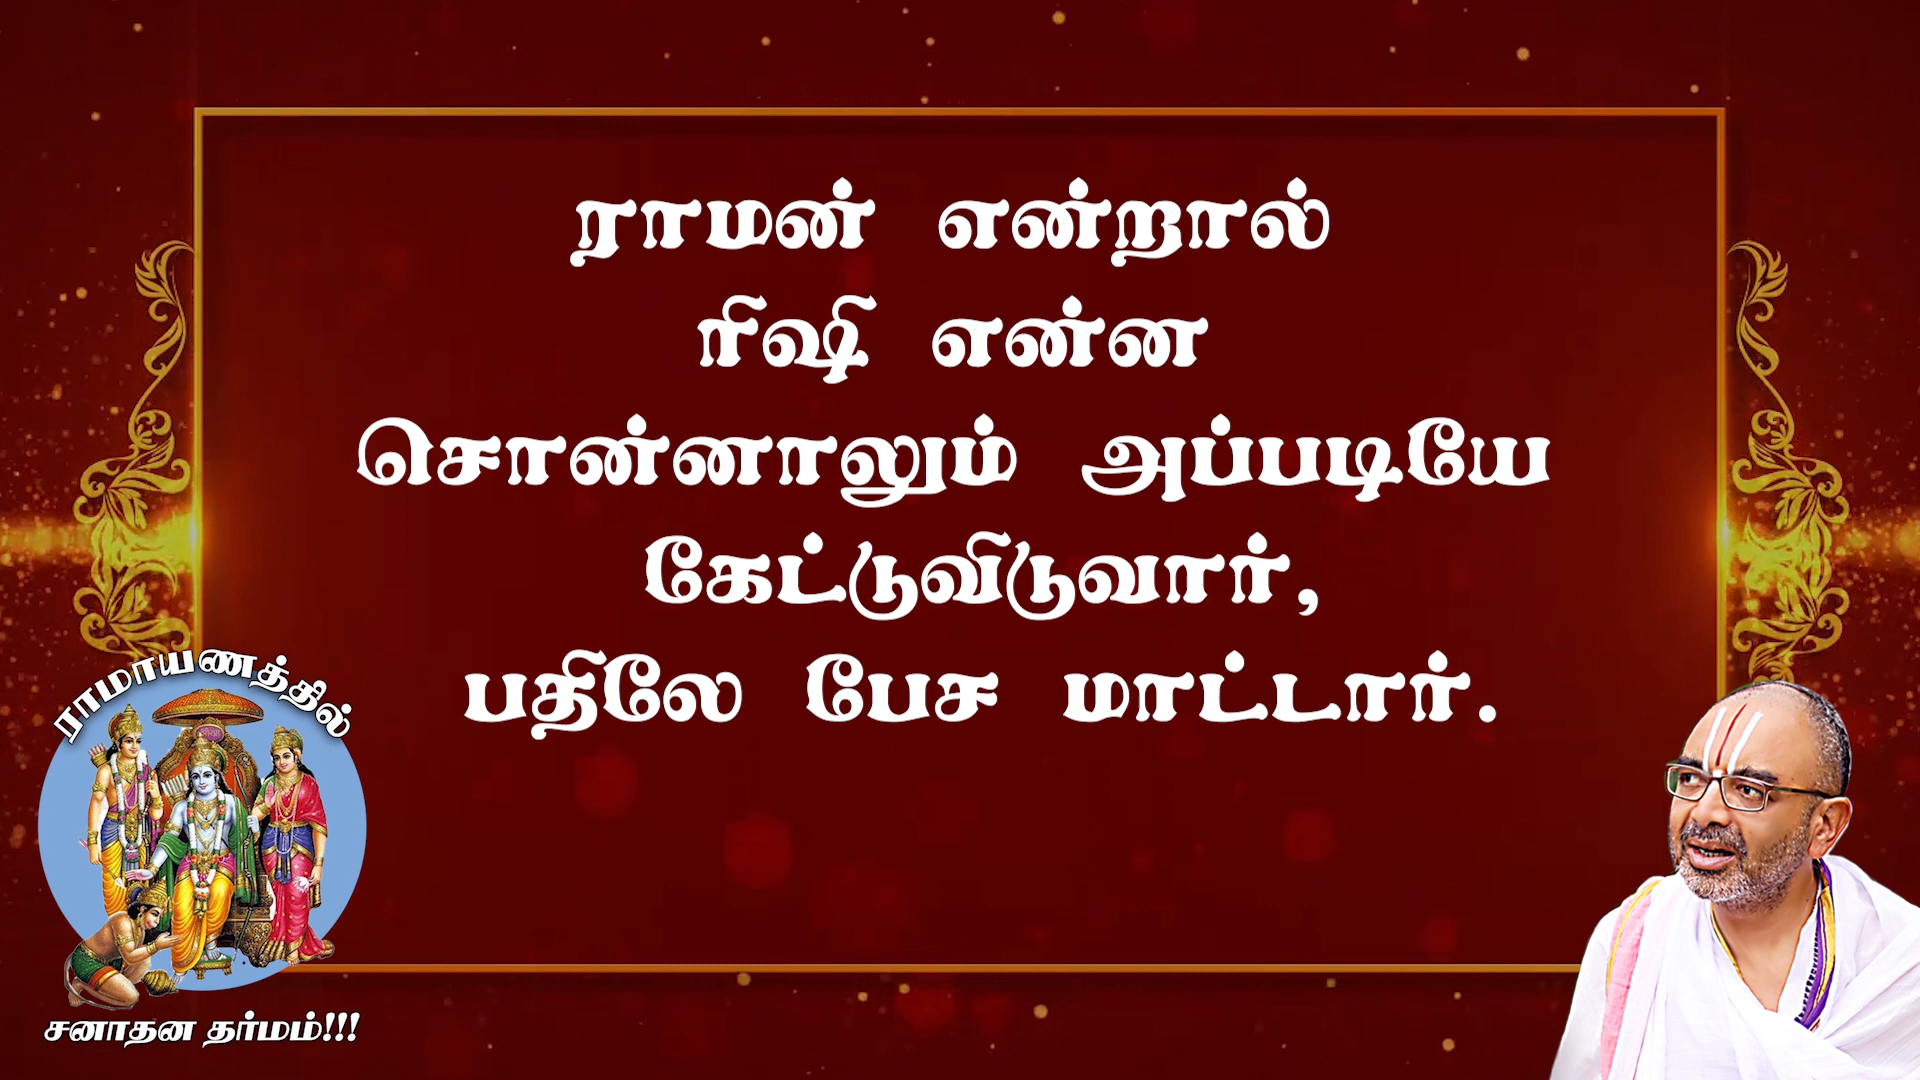 ராமன் என்றால்
ரிஷி என்ன
சொன்னாலும் அப்படியே
கேட்டுவிடுவார்,
பதிலே பேச மாட்டார்.
ராமாயணத்தில்
சனாதன தர்மம்!!!